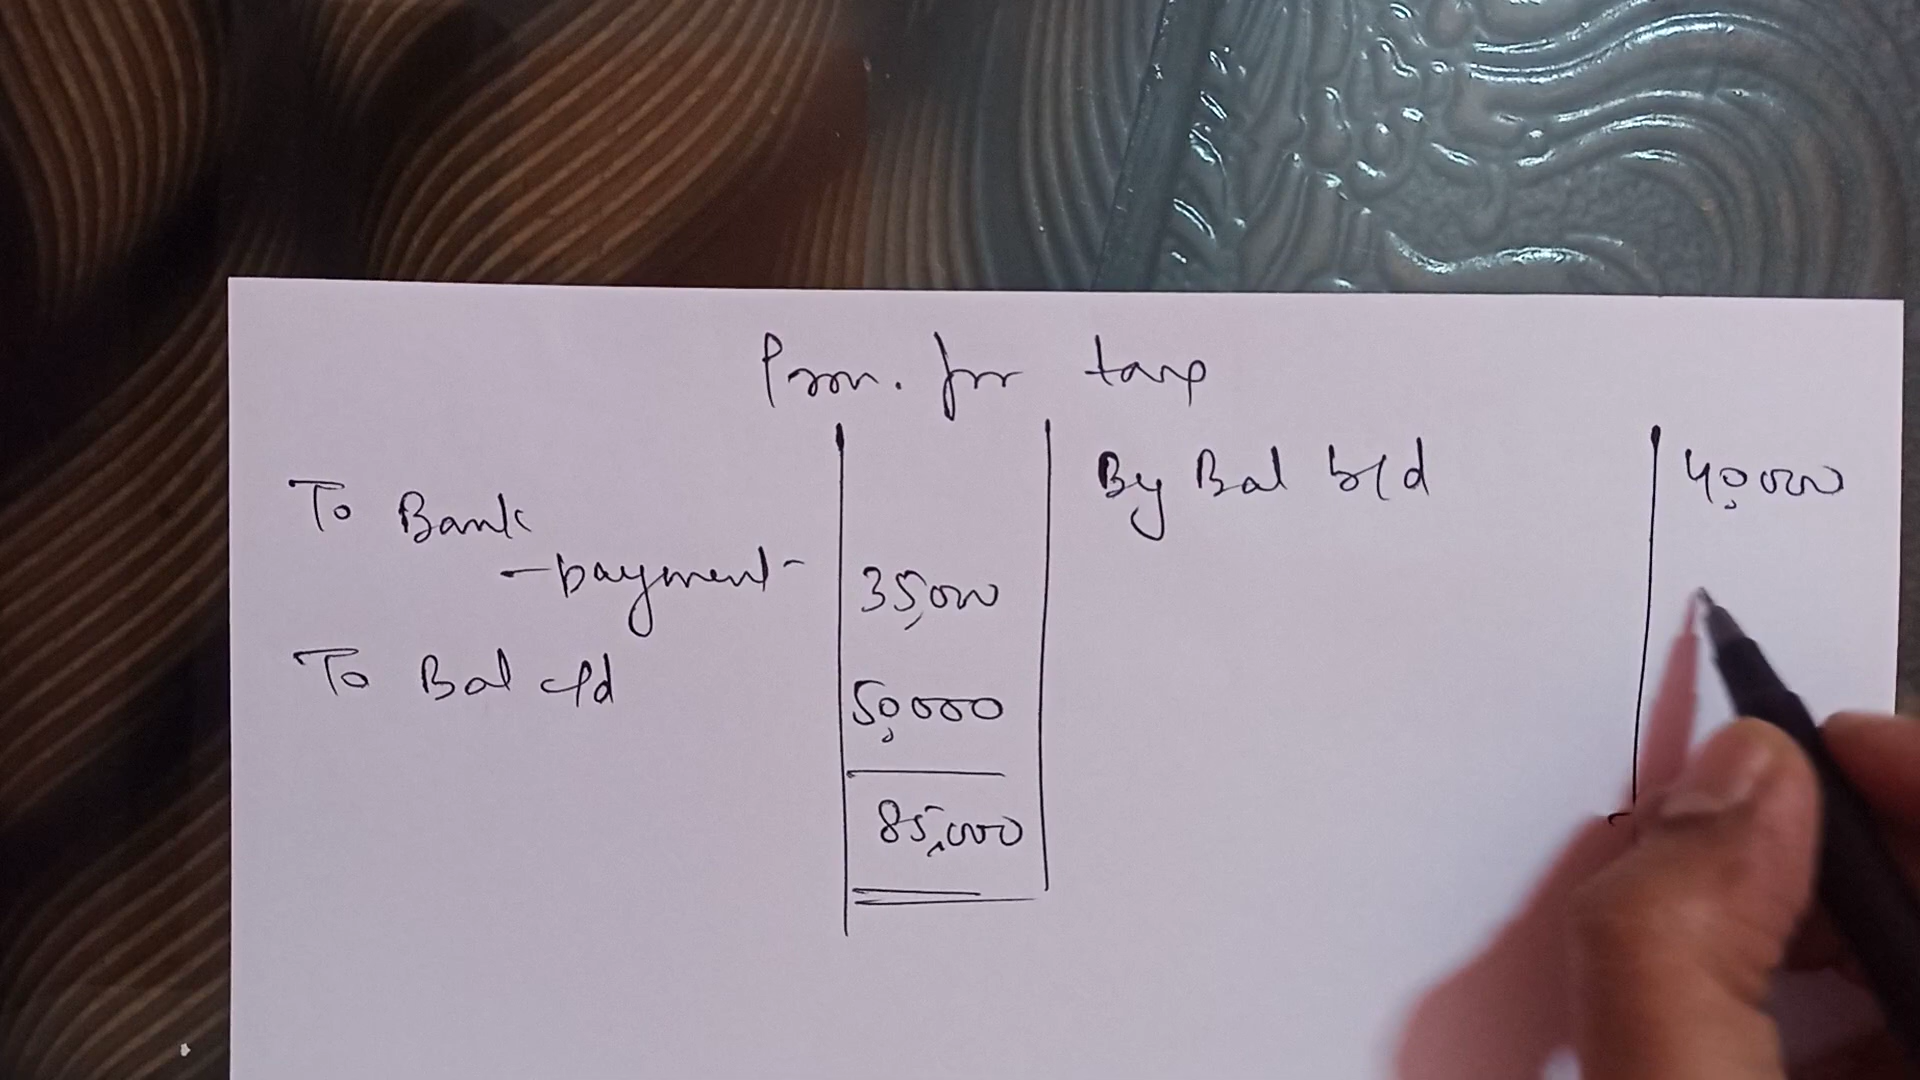 Prov. for tax
By Bal b/d 40,000
To Bank
- payment - 35,000
To Bal c/d 50,000
85,000